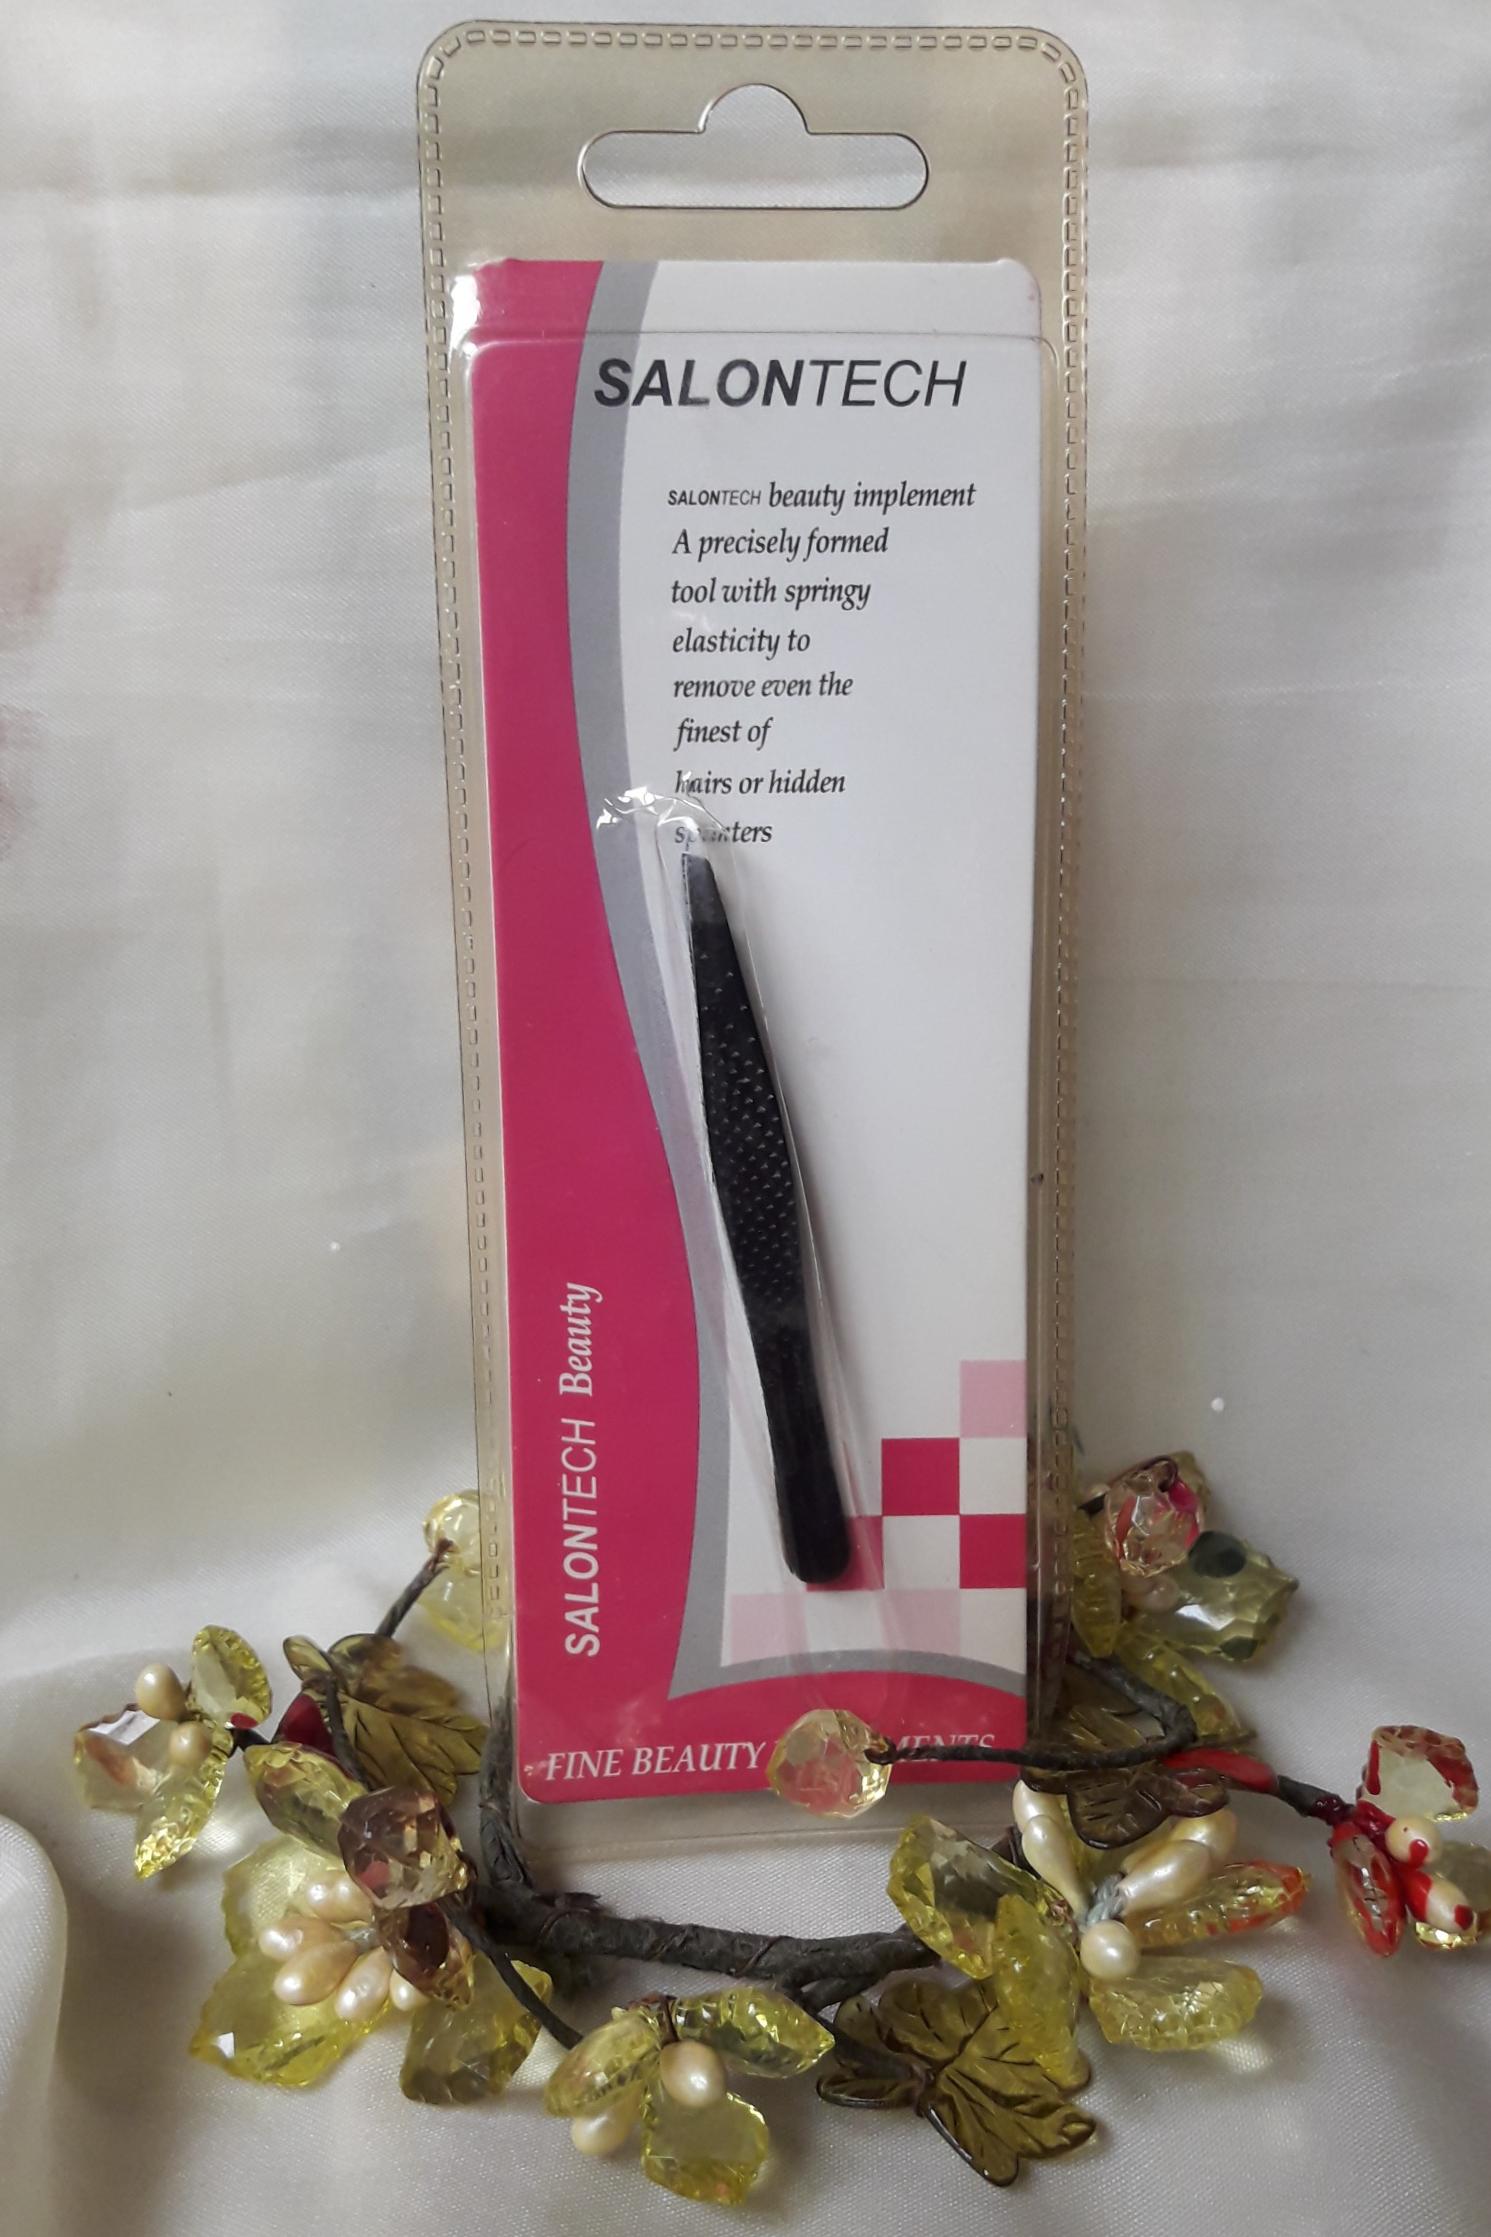 SALONTECH
SALONTECH beauty implement
A precisely formed
tool with springy
elasticity to
remove even the
finest of
hairs or hidden
SALONTECH Beauty
FINE BEAUTY